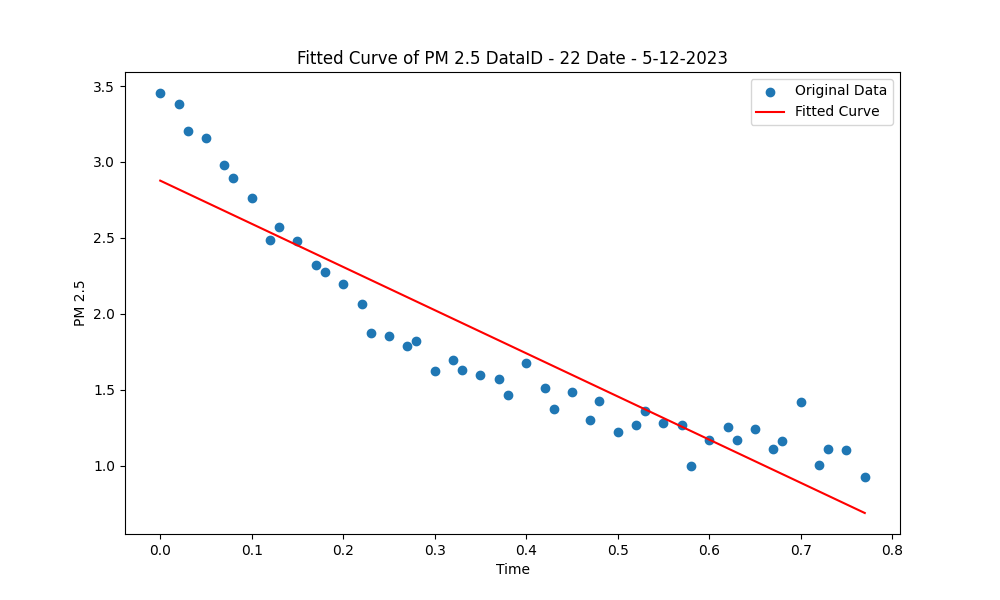 Fitted Curve of PM 2.5 DataID - 22 Date - 5-12-2023
Original Data
Fitted Curve
3.5
3.0
2.5
2.0
1.5
1.0
PM 2.5
0.0 0.1 0.2 0.3 0.4 0.5 0.6 0.7 0.8
Time